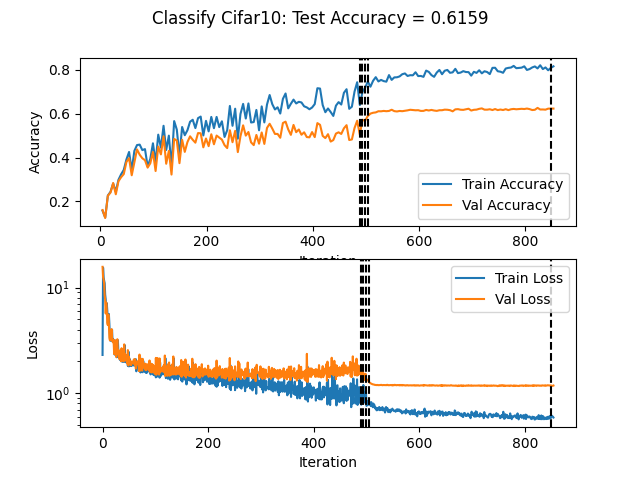 Classify Cifar10: Test Accuracy = 0.6159
Accuracy
0.8
0.6
0.4
0.2
Train Accuracy
Val Accuracy
0 200 400 600 800
Iteration
Loss
10¹
10⁰
Train Loss
Val Loss
0 200 400 600 800
Iteration